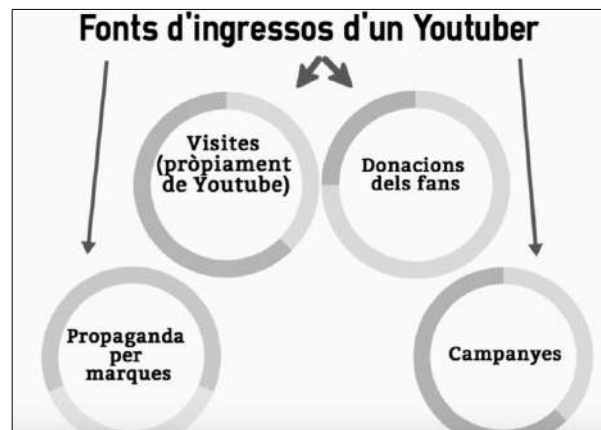 Fonts d'ingressos d'un Youtuber
Visites
(pròpiament
de Youtube)
Donacions
dels fans
Propaganda
per
marques
Campanyes